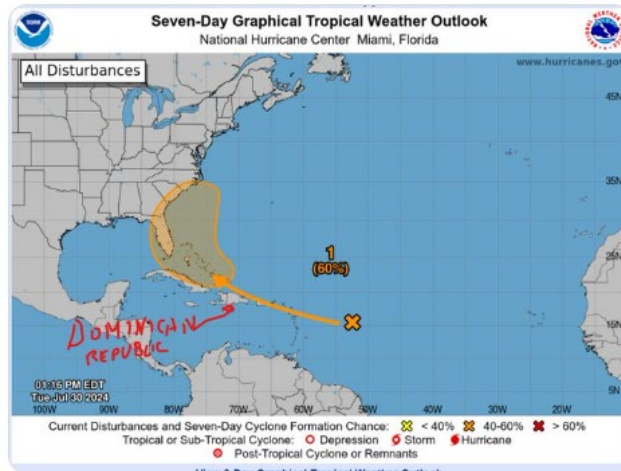 Seven-Day Graphical Tropical Weather Outlook
National Hurricane Center Miami, Florida
All Disturbances
www.hurricanes.gov
45N
35N
25N
15N
5N
1
(60%)
DOMINICAN
REPUBLIC
01:16 PM EDT
Tue Jul 30 2024
100W 90W 80W 70W 60W 50W 40W 30W 20W 10W
Current Disturbances and Seven-Day Cyclone Formation Chance: < 40% 40-60% > 60%
Tropical or Sub-Tropical Cyclone: Depression Storm Hurricane
Post-Tropical Cyclone or Remnants